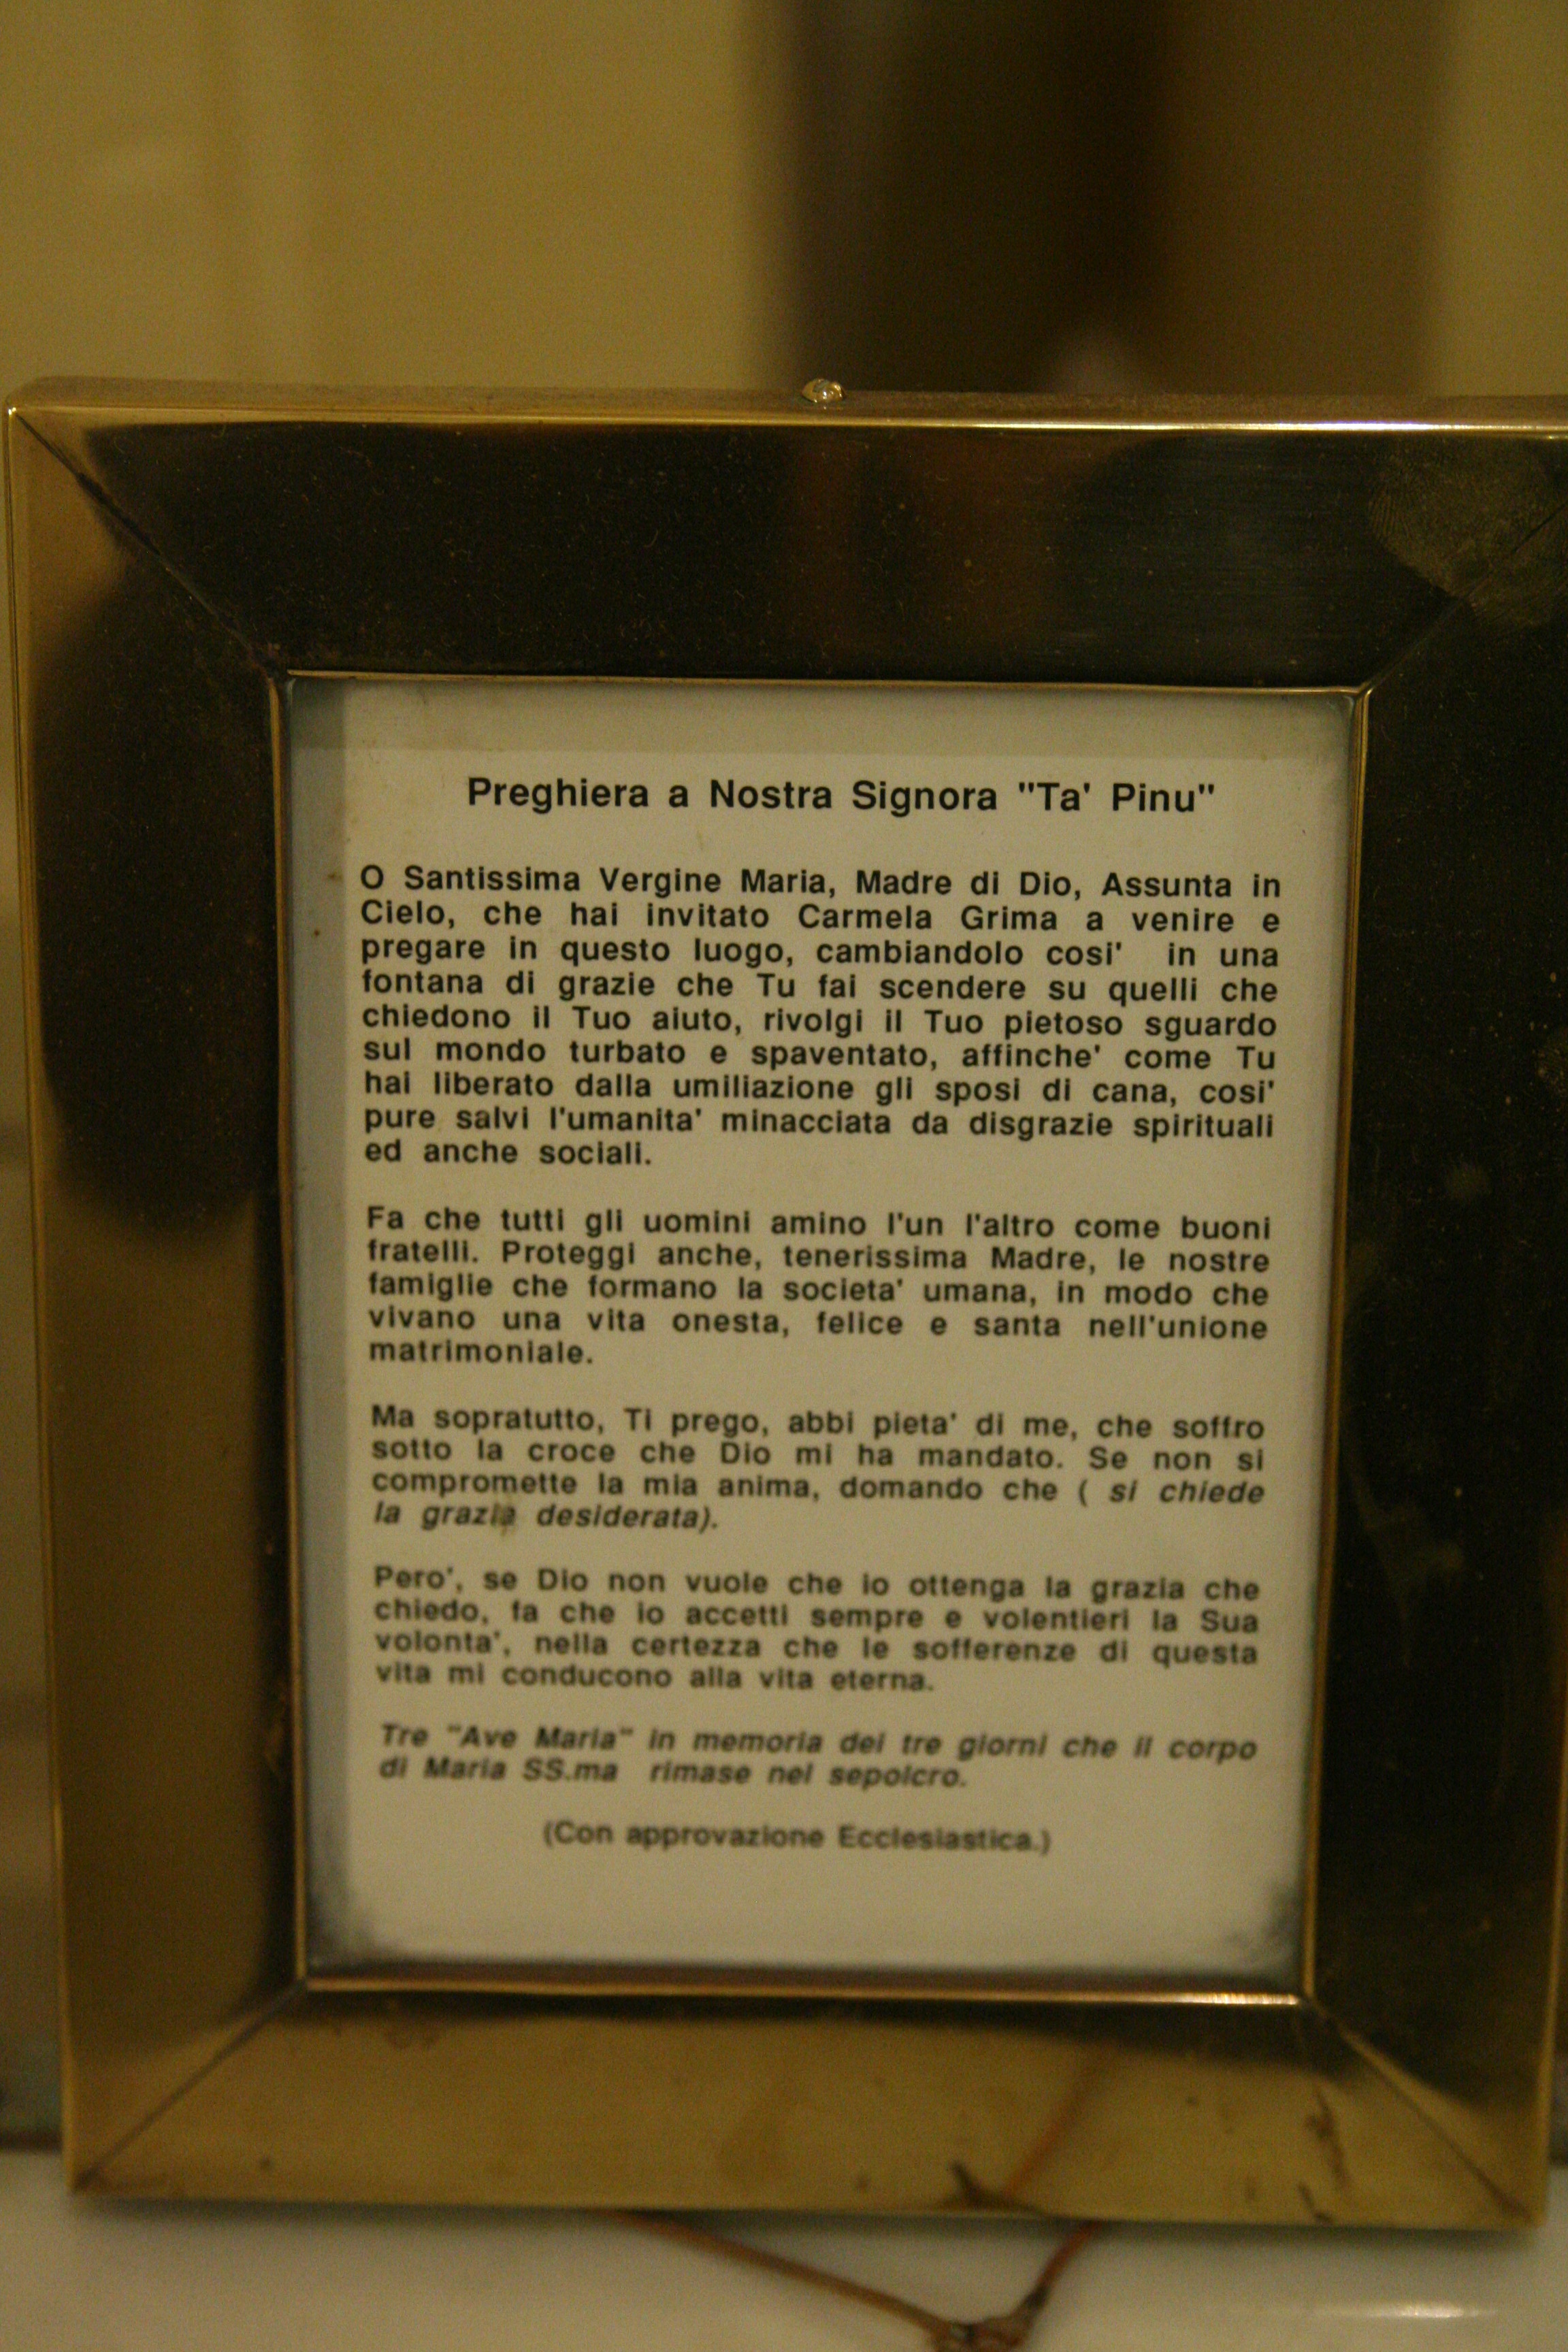 Preghiera a Nostra Signora "Ta' Pinu"
O Santissima Vergine Maria, Madre di Dio, Assunta in
Cielo, che hai invitato Carmela Grima a venire e
pregare in questo luogo, cambiandolo cosi' in una
fontana di grazie che Tu fai scendere su quelli che
chiedono il Tuo aiuto, rivolgi il Tuo pietoso sguardo
sul mondo turbato e spaventato, affinche' come Tu
hai liberato dalla umiliazione gli sposi di cana, cosi'
pure salvi l'umanita' minacciata da disgrazie spirituali
ed anche sociali.
Fa che tutti gli uomini amino l'un l'altro come buoni
fratelli. Proteggi anche, tenerissima Madre, le nostre
famiglie che formano la societa' umana, in modo che
vivano una vita onesta, felice e santa nell'unione
matrimoniale.
Ma sopratutto, Ti prego, abbi pieta' di me, che soffro
sotto la croce che Dio mi ha mandato. Se non si
compromette la mia anima, domando che ( si chiede
la grazia desiderata).
Pero', se Dio non vuole che io ottenga la grazia che
chiedo, fa che io accetti sempre e volentieri la Sua
volonta', nella certezza che le sofferenze di questa
vita mi conducono alla vita eterna.
Tre "Ave Maria" in memoria dei tre giorni che il corpo
di Maria SS.ma rimase nel sepolcro.
(Con approvazione Ecclesiastica.)